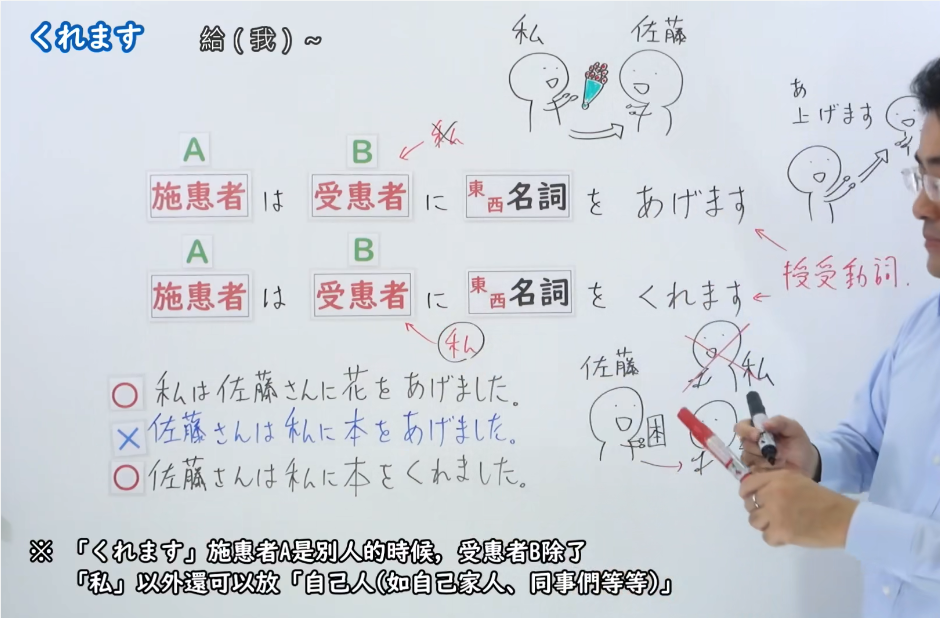 くれます 給(我)~
私 佐藤
あ
上げます
私
A B
施惠者 は 受惠者 に 東西名詞 を あげます
授受動詞.
A B
施惠者 は 受惠者 に 東西名詞 を くれます
私
佐藤 私
本
○ 私は佐藤さんに花をあげました。
× 佐藤さんは私に本をあげました。
○ 佐藤さんは私に本をくれました。
※ 「くれます」施惠者A是別人的時候，受惠者B除了
「私」以外還可以放「自己人(如自己家人、同事們等等)」